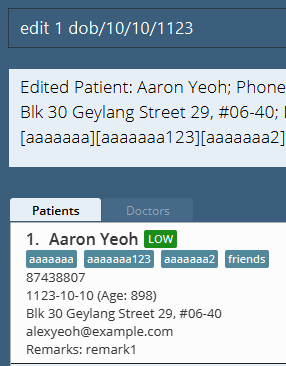 edit 1 dob/10/10/1123
Edited Patient: Aaron Yeoh; Phone
Blk 30 Geylang Street 29, #06-40;
[aaaaaaa][aaaaaaa123][aaaaaaa2]
Patients Doctors
1. Aaron Yeoh LOW
aaaaaaa aaaaaaa123 aaaaaaa2 friends
87438807
1123-10-10 (Age: 898)
Blk 30 Geylang Street 29, #06-40
alexyeoh@example.com
Remarks: remark1